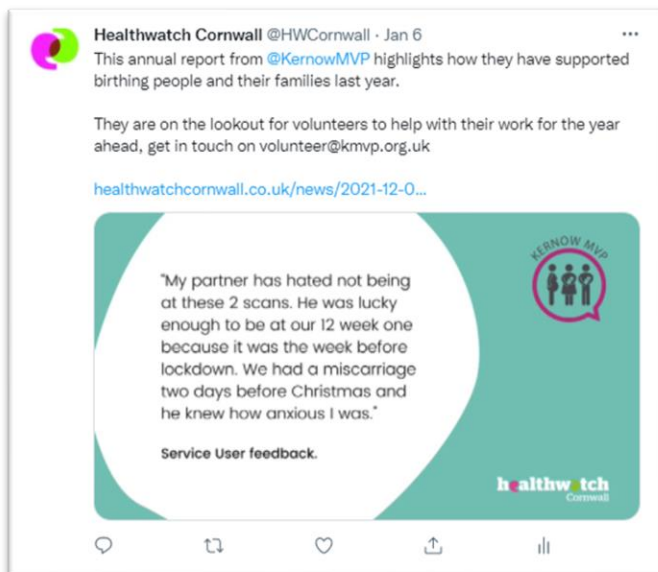 Healthwatch Cornwall @HWCornwall · Jan 6
This annual report from @KernowMVP highlights how they have supported
birthing people and their families last year.
They are on the lookout for volunteers to help with their work for the year
ahead, get in touch on volunteer@kmvp.org.uk
healthwatchcornwall.co.uk/news/2021-12-0...
KERNOW MVP
"My partner has hated not being
at these 2 scans. He was lucky
enough to be at our 12 week one
because it was the week before
lockdown. We had a miscarriage
two days before Christmas and
he knew how anxious I was."
Service User feedback.
healthwatch
Cornwall